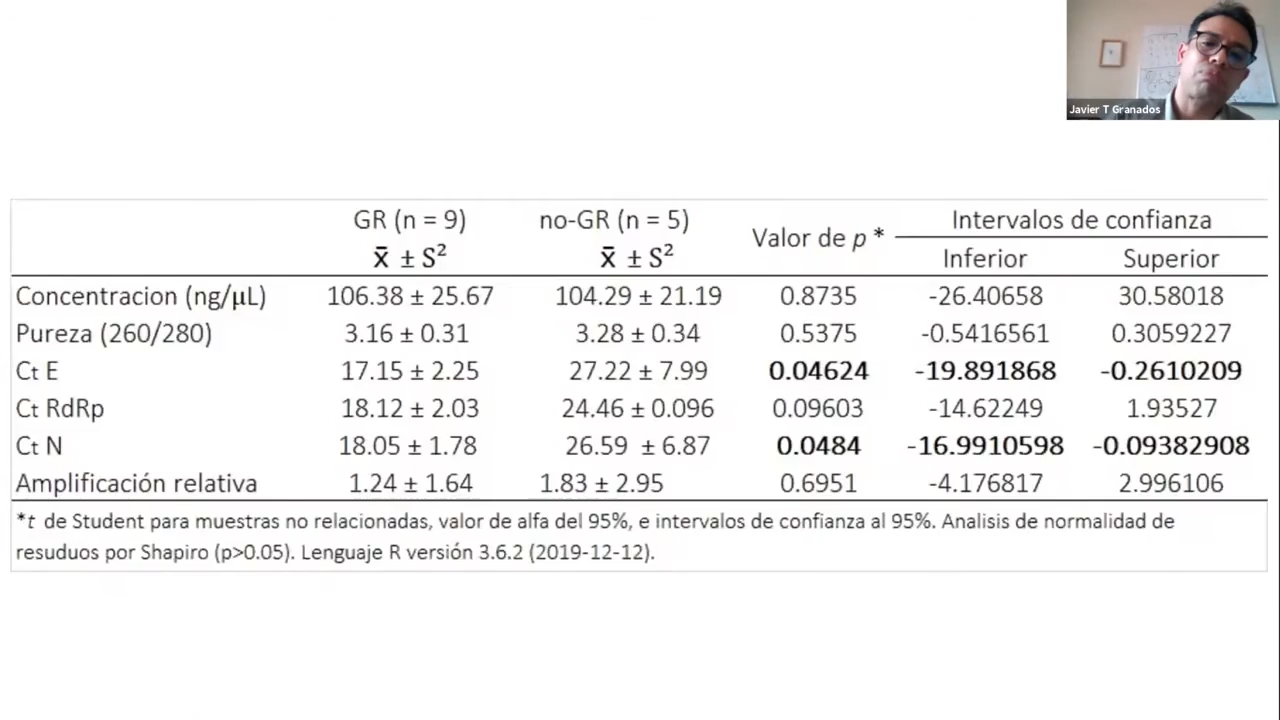 Javier T Granados
GR (n = 9) no-GR (n = 5) Valor de p * Intervalos de confianza
x̄ ± S² x̄ ± S² Inferior Superior
Concentracion (ng/μL) 106.38 ± 25.67 104.29 ± 21.19 0.8735 -26.40658 30.58018
Pureza (260/280) 3.16 ± 0.31 3.28 ± 0.34 0.5375 -0.5416561 0.3059227
Ct E 17.15 ± 2.25 27.22 ± 7.99 0.04624 -19.891868 -0.2610209
Ct RdRp 18.12 ± 2.03 24.46 ± 0.096 0.09603 -14.62249 1.93527
Ct N 18.05 ± 1.78 26.59 ± 6.87 0.0484 -16.9910598 -0.09382908
Amplificación relativa 1.24 ± 1.64 1.83 ± 2.95 0.6951 -4.176817 2.996106
*t de Student para muestras no relacionadas, valor de alfa del 95%, e intervalos de confianza al 95%. Analisis de normalidad de
resuduos por Shapiro (p>0.05). Lenguaje R versión 3.6.2 (2019-12-12).